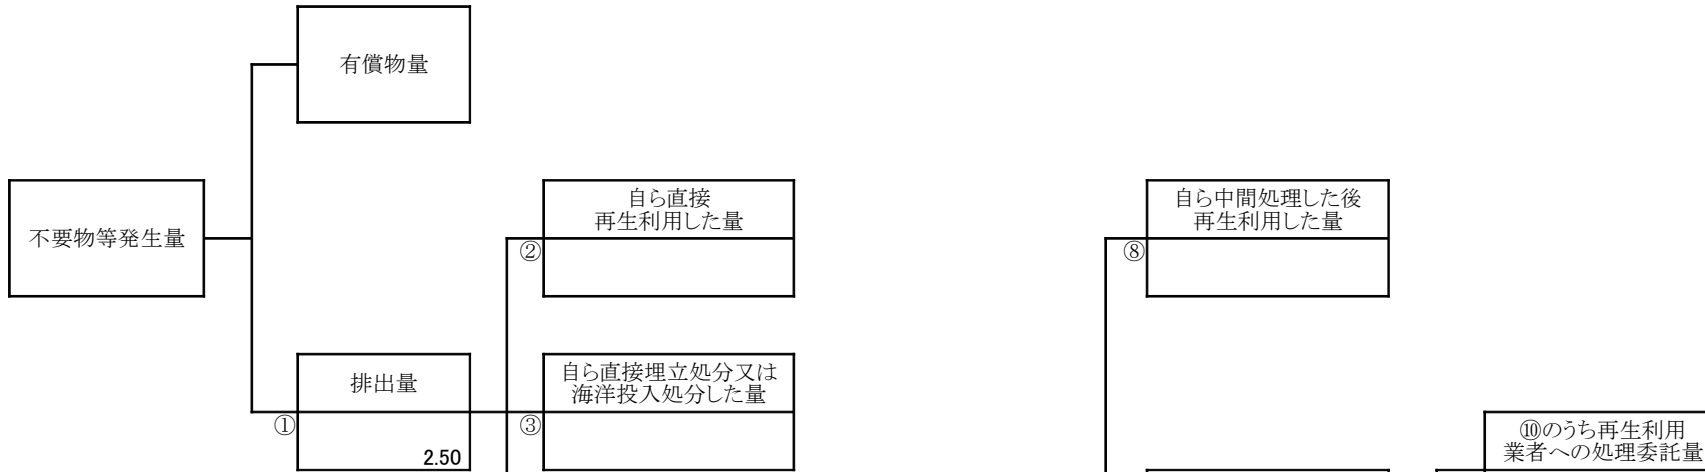 有償物量
不要物等発生量
自ら直接
再生利用した量
②
自ら中間処理した後
再生利用した量
⑧
排出量
①
2.50
自ら直接埋立処分又は
海洋投入処分した量
③
⑩のうち再生利用
業者への処理委託量